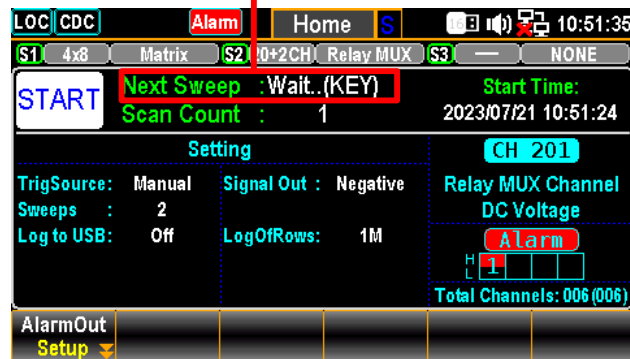 LOC CDC Alarm Home S 16 10:51:35
S1 4x8 Matrix S2 20+2CH Relay MUX S3 — NONE
START
Next Sweep :Wait..(KEY)
Scan Count : 1
Start Time:
2023/07/21 10:51:24
Setting
TrigSource: Manual Signal Out : Negative
Sweeps : 2
Log to USB: Off LogOfRows: 1M
CH 201
Relay MUX Channel
DC Voltage
Alarm
H 1
L
Total Channels: 006(006)
AlarmOut
Setup